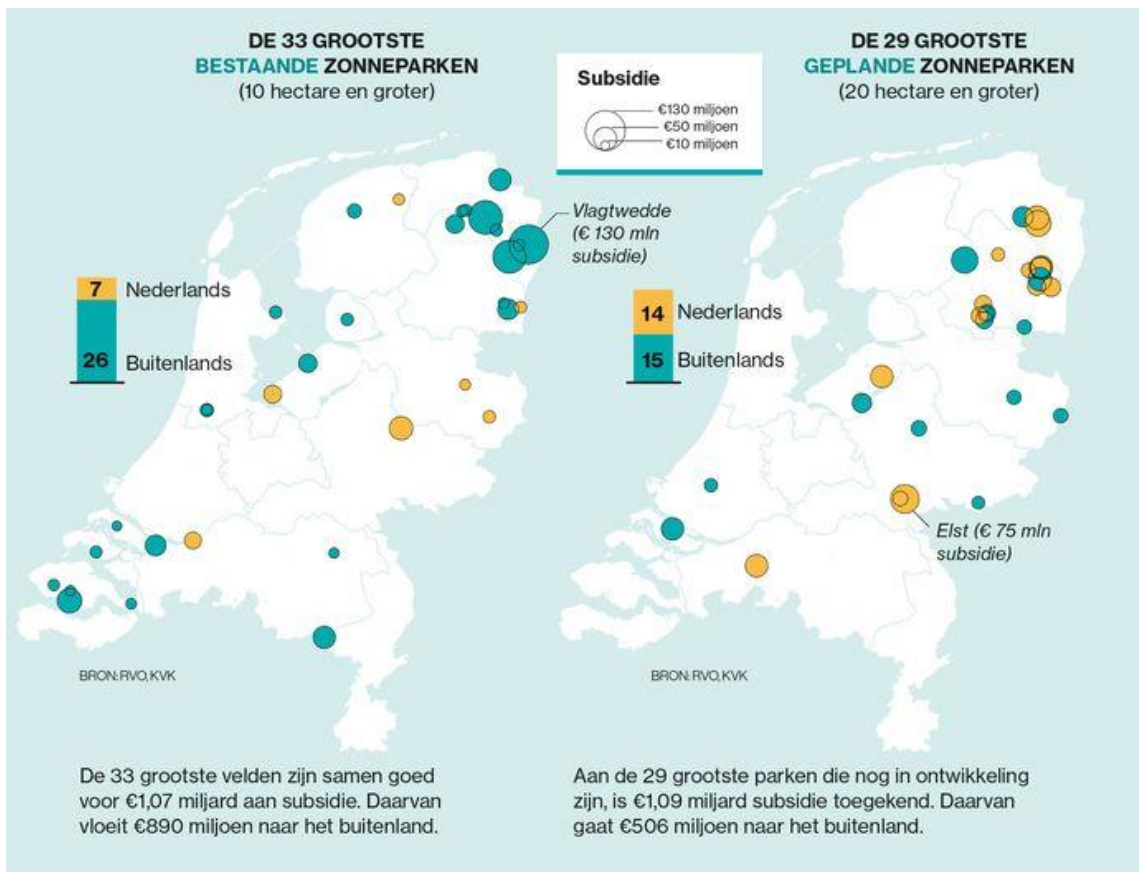 DE 33 GROOTSTE
BESTAANDE ZONNEPARKEN
(10 hectare en groter)
Subsidie
€130 miljoen
€50 miljoen
€10 miljoen
DE 29 GROOTSTE
GEPLANDE ZONNEPARKEN
(20 hectare en groter)
Vlagtwedde
(€ 130 mln
subsidie)
7 Nederlands
26 Buitenlands
14 Nederlands
15 Buitenlands
Elst (€ 75 mln
subsidie)
BRON: RVO, KVK
BRON: RVO, KVK
De 33 grootste velden zijn samen goed
voor €1,07 miljard aan subsidie. Daarvan
vloeit €890 miljoen naar het buitenland.
Aan de 29 grootste parken die nog in ontwikkeling
zijn, is €1,09 miljard subsidie toegekend. Daarvan
gaat €506 miljoen naar het buitenland.